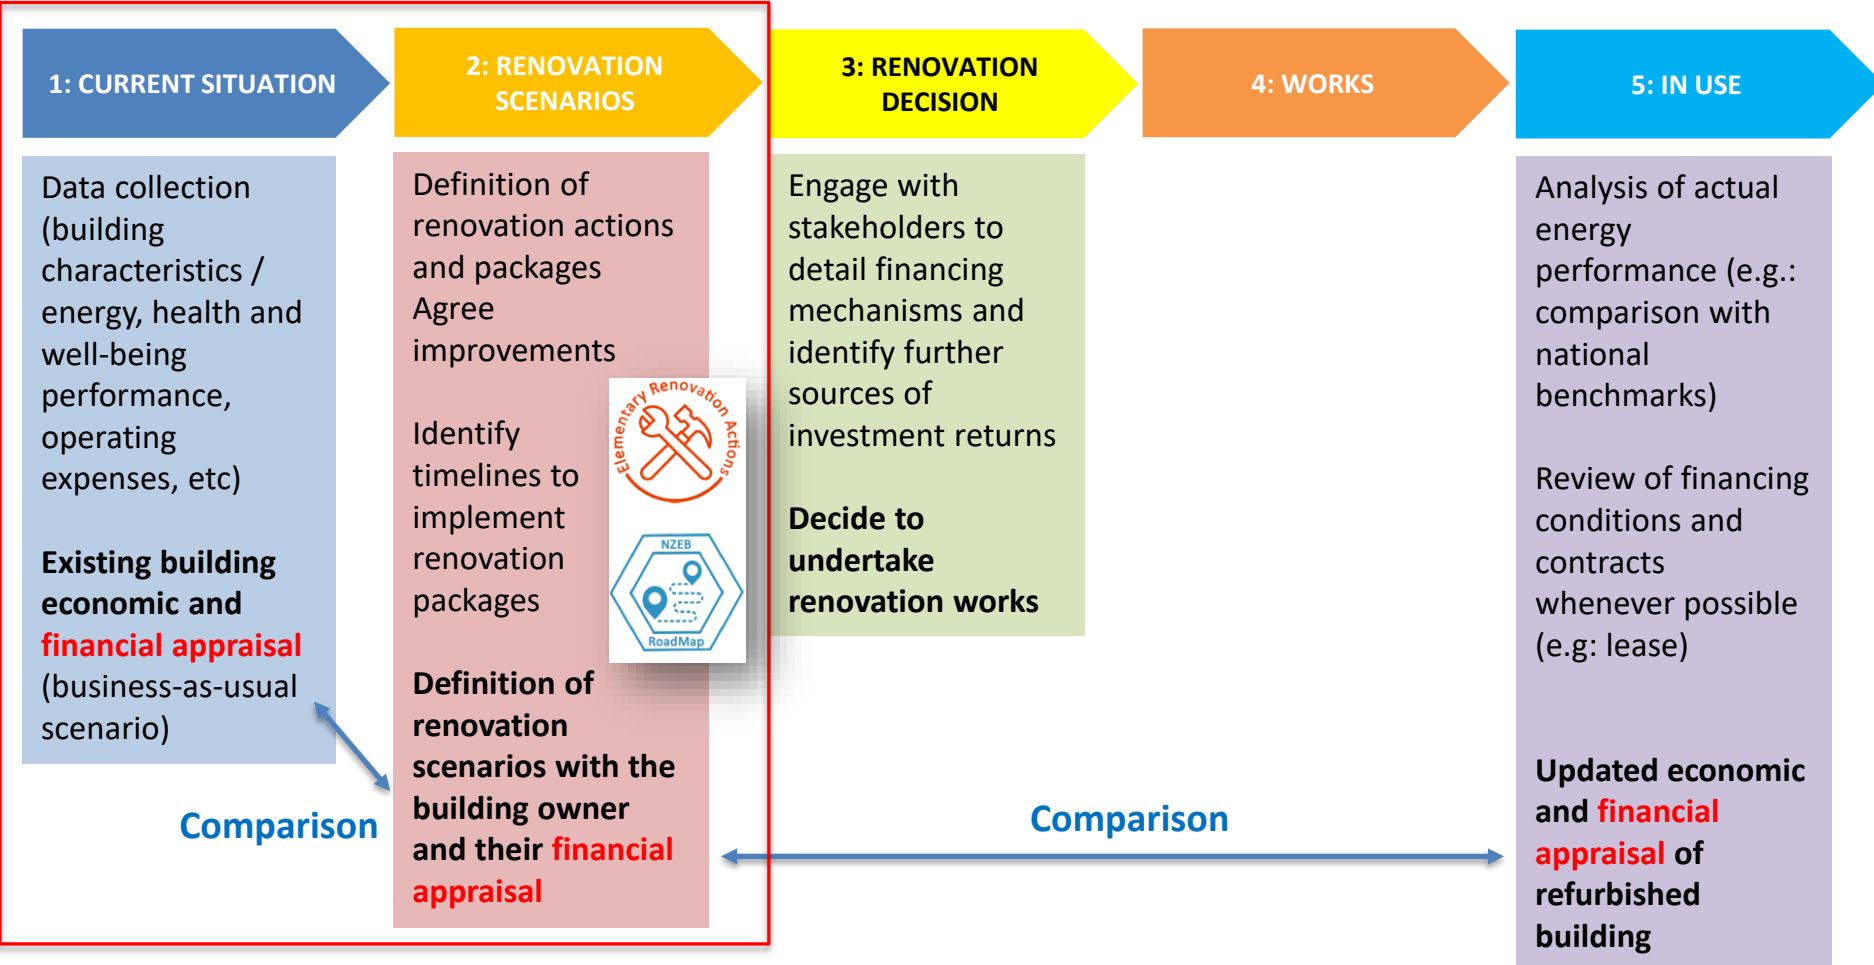 1: CURRENT SITUATION
2: RENOVATION
SCENARIOS
3: RENOVATION
DECISION
4: WORKS
5: IN USE
Data collection
(building
characteristics /
energy, health and
well-being
performance,
operating
expenses, etc)
Existing building
economic and
financial appraisal
(business-as-usual
scenario)
Comparison
Definition of
renovation actions
and packages
Agree
improvements
Identify
timelines to
implement
renovation
packages
Definition of
renovation
scenarios with the
building owner
and their financial
appraisal
Elementary Renovation Actions
NZEB
RoadMap
Engage with
stakeholders to
detail financing
mechanisms and
identify further
sources of
investment returns
Decide to
undertake
renovation works
Comparison
Analysis of actual
energy
performance (e.g.:
comparison with
national
benchmarks)
Review of financing
conditions and
contracts
whenever possible
(e.g: lease)
Updated economic
and financial
appraisal of
refurbished
building